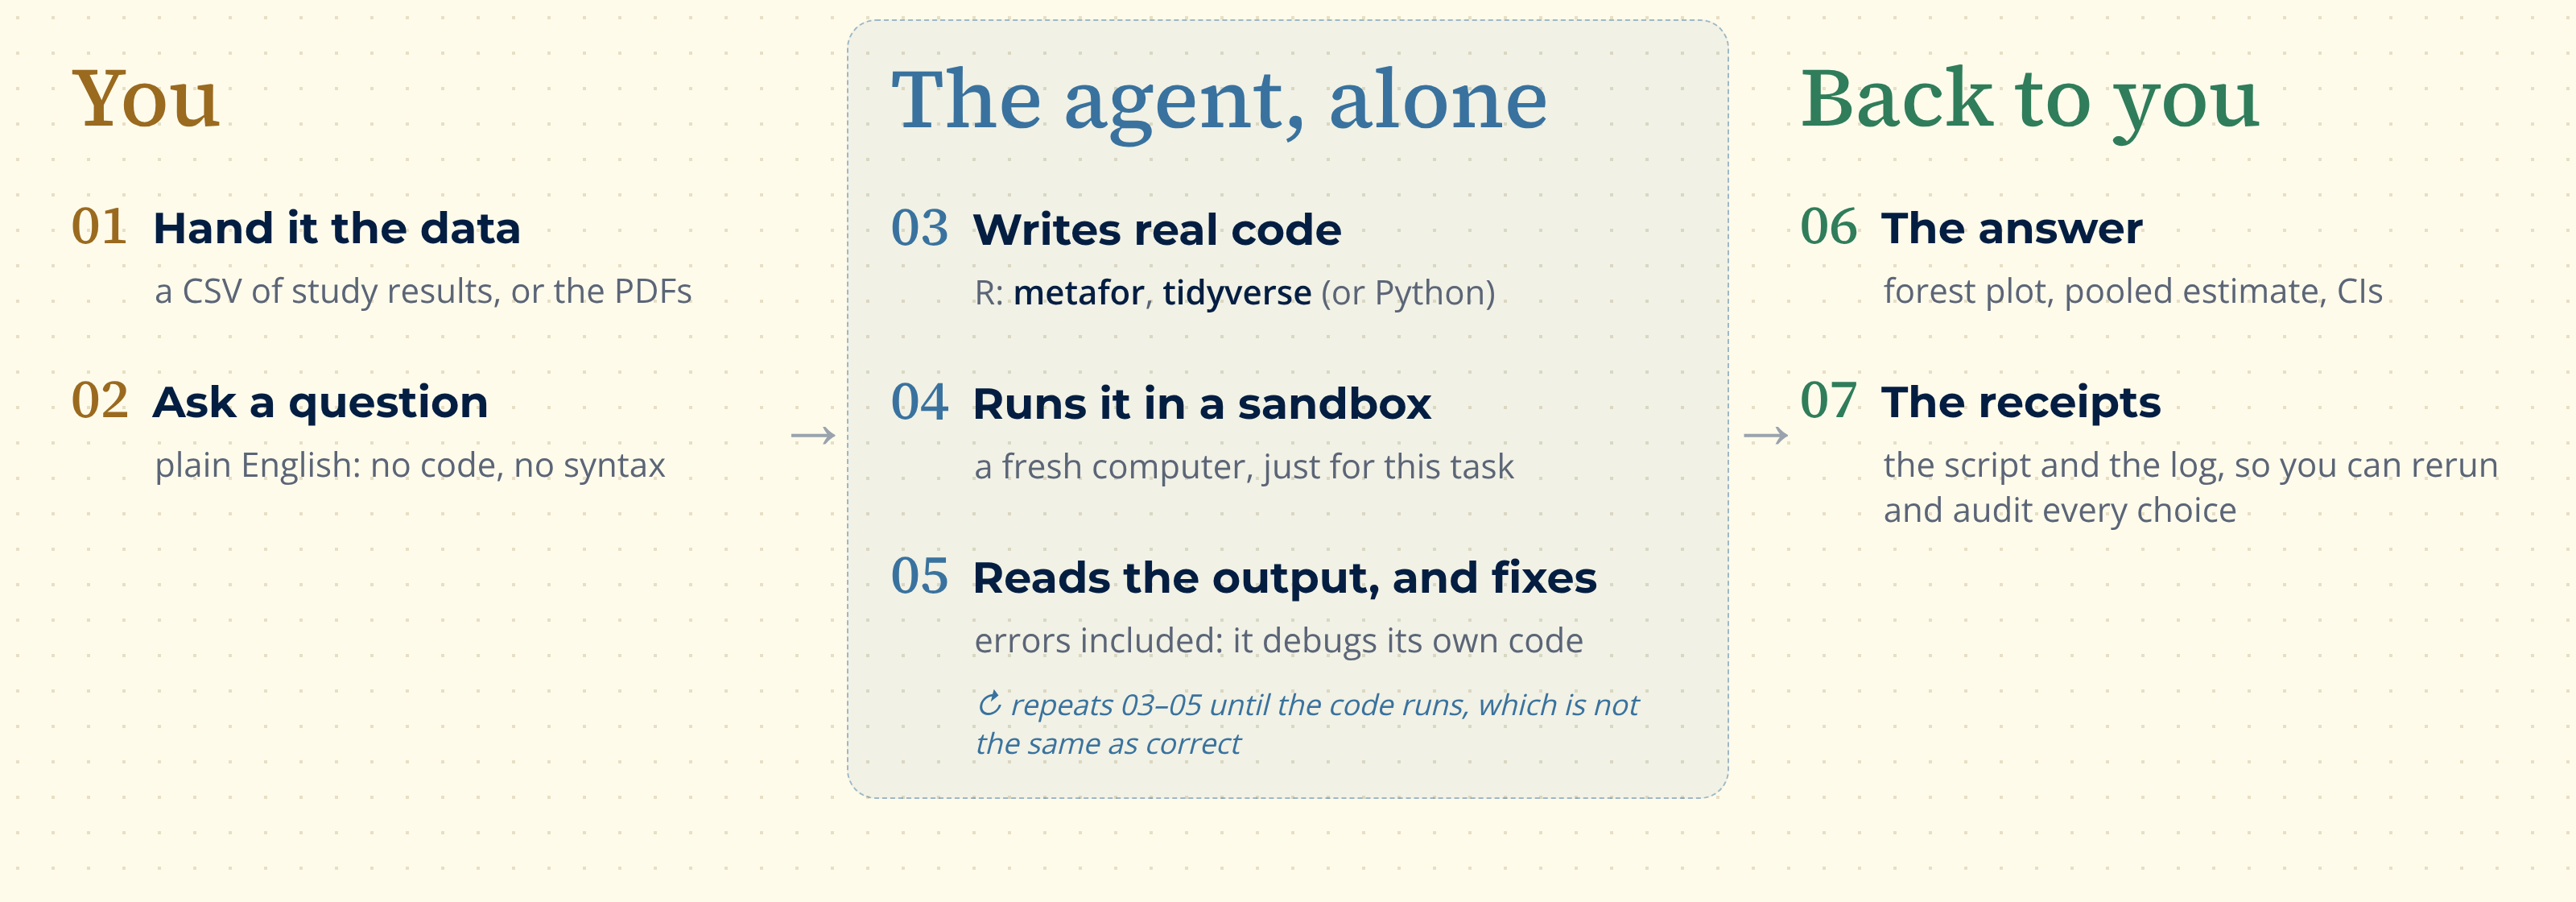 You
01 Hand it the data
a CSV of study results, or the PDFs
02 Ask a question
plain English: no code, no syntax
→
The agent, alone
03 Writes real code
R: metafor, tidyverse (or Python)
04 Runs it in a sandbox
a fresh computer, just for this task
05 Reads the output, and fixes
errors included: it debugs its own code
↻ repeats 03–05 until the code runs, which is not
the same as correct
→
Back to you
06 The answer
forest plot, pooled estimate, CIs
07 The receipts
the script and the log, so you can rerun
and audit every choice